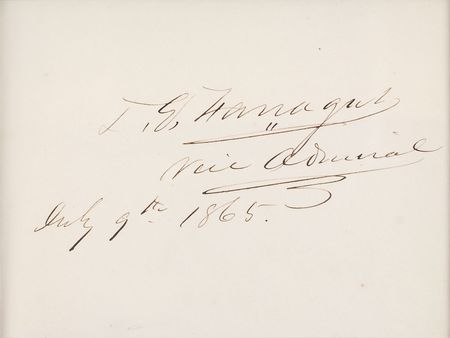 D. G. Farragut
Vice Admiral
July 9th 1865.